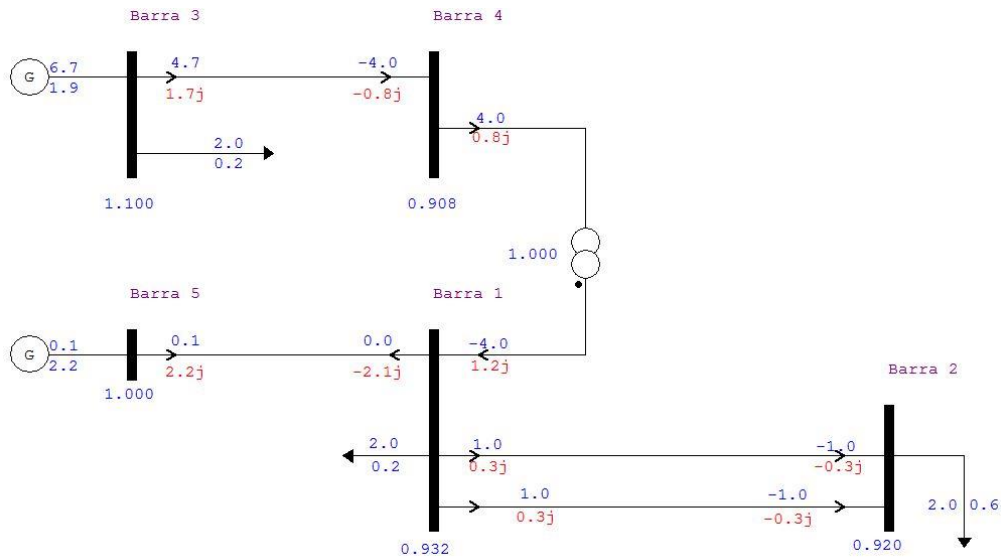 Barra 3 Barra 4
G 6.7 4.7 -4.0
1.9 1.7j -0.8j
4.0
0.8j
2.0
0.2
1.100 0.908
1.000
Barra 5 Barra 1
G 0.1 0.1 0.0 -4.0
2.2 2.2j -2.1j 1.2j
1.000
Barra 2
2.0 1.0 -1.0
0.2 0.3j -0.3j
1.0 -1.0
0.3j -0.3j
2.0 0.6
0.932 0.920